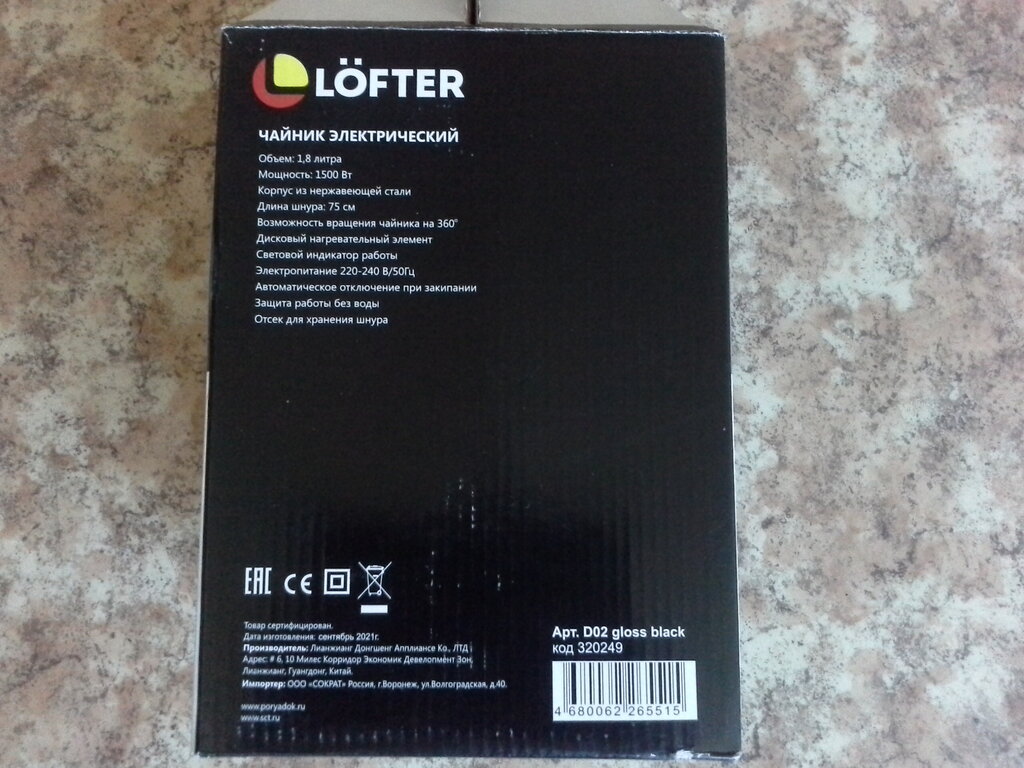 LÖFTER
ЧАЙНИК ЭЛЕКТРИЧЕСКИЙ
Объем: 1,8 литра
Мощность: 1500 Вт
Корпус из нержавеющей стали
Длина шнура: 75 см
Возможность вращения чайника на 360°
Дисковый нагревательный элемент
Световой индикатор работы
Электропитание 220-240 В/50Гц
Автоматическое отключение при закипании
Защита работы без воды
Отсек для хранения шнура
EAC CE
Товар сертифицирован.
Дата изготовления: сентябрь 2021г.
Производитель: Лианжианг Донгшенг Апплиансе Ко., ЛТД
Адрес: # 6, 10 Милес Корридор Экономик Девелопмент Зон,
Лианжианг, Гуангдонг, Китай.
Импортер: ООО «СОКРАТ» Россия, г.Воронеж, ул.Волгоградская, д.40.
www.poryadok.ru
www.sct.ru
Арт. D02 gloss black
код 320249
4 680062 265515